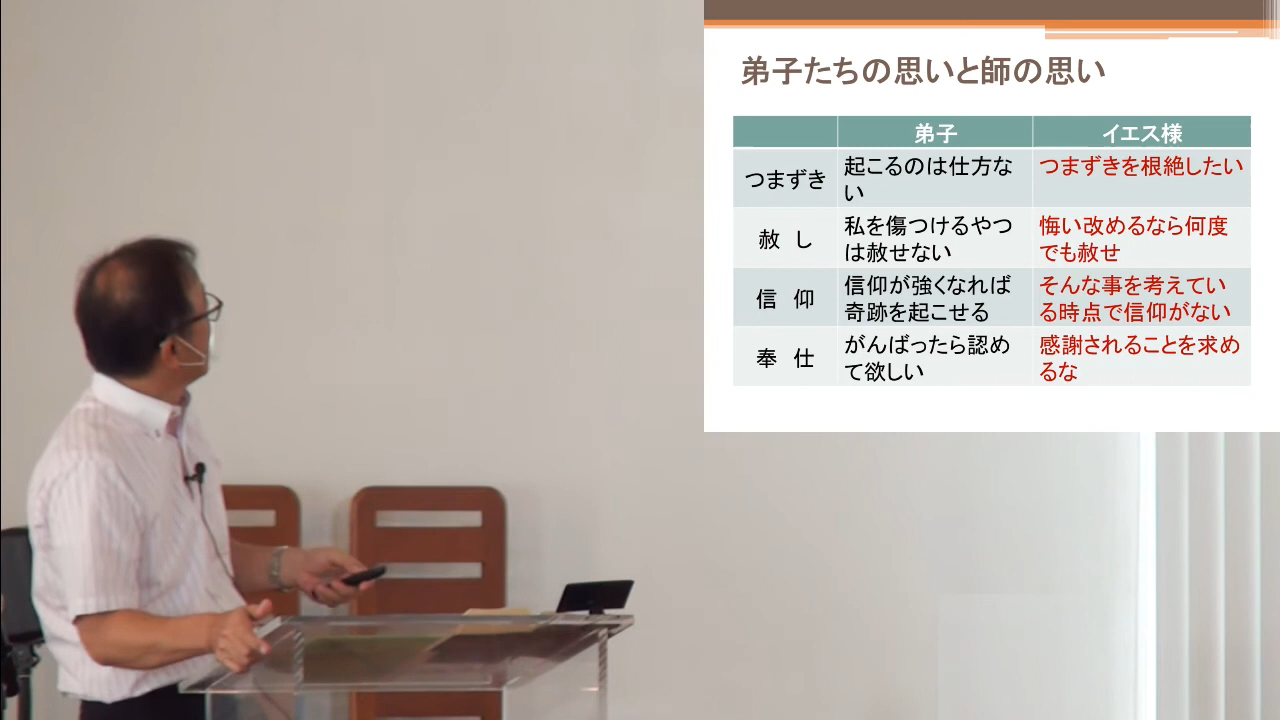 弟子たちの思いと師の思い
弟子 イエス様
つまずき
起こるのは仕方な
い
つまずきを根絶したい
赦 し
私を傷つけるやつ
は赦せない
悔い改めるなら何度
でも赦せ
信 仰
信仰が強くなれば
奇跡を起こせる
そんな事を考えてい
る時点で信仰がない
奉 仕
がんばったら認め
て欲しい
感謝されることを求め
るな